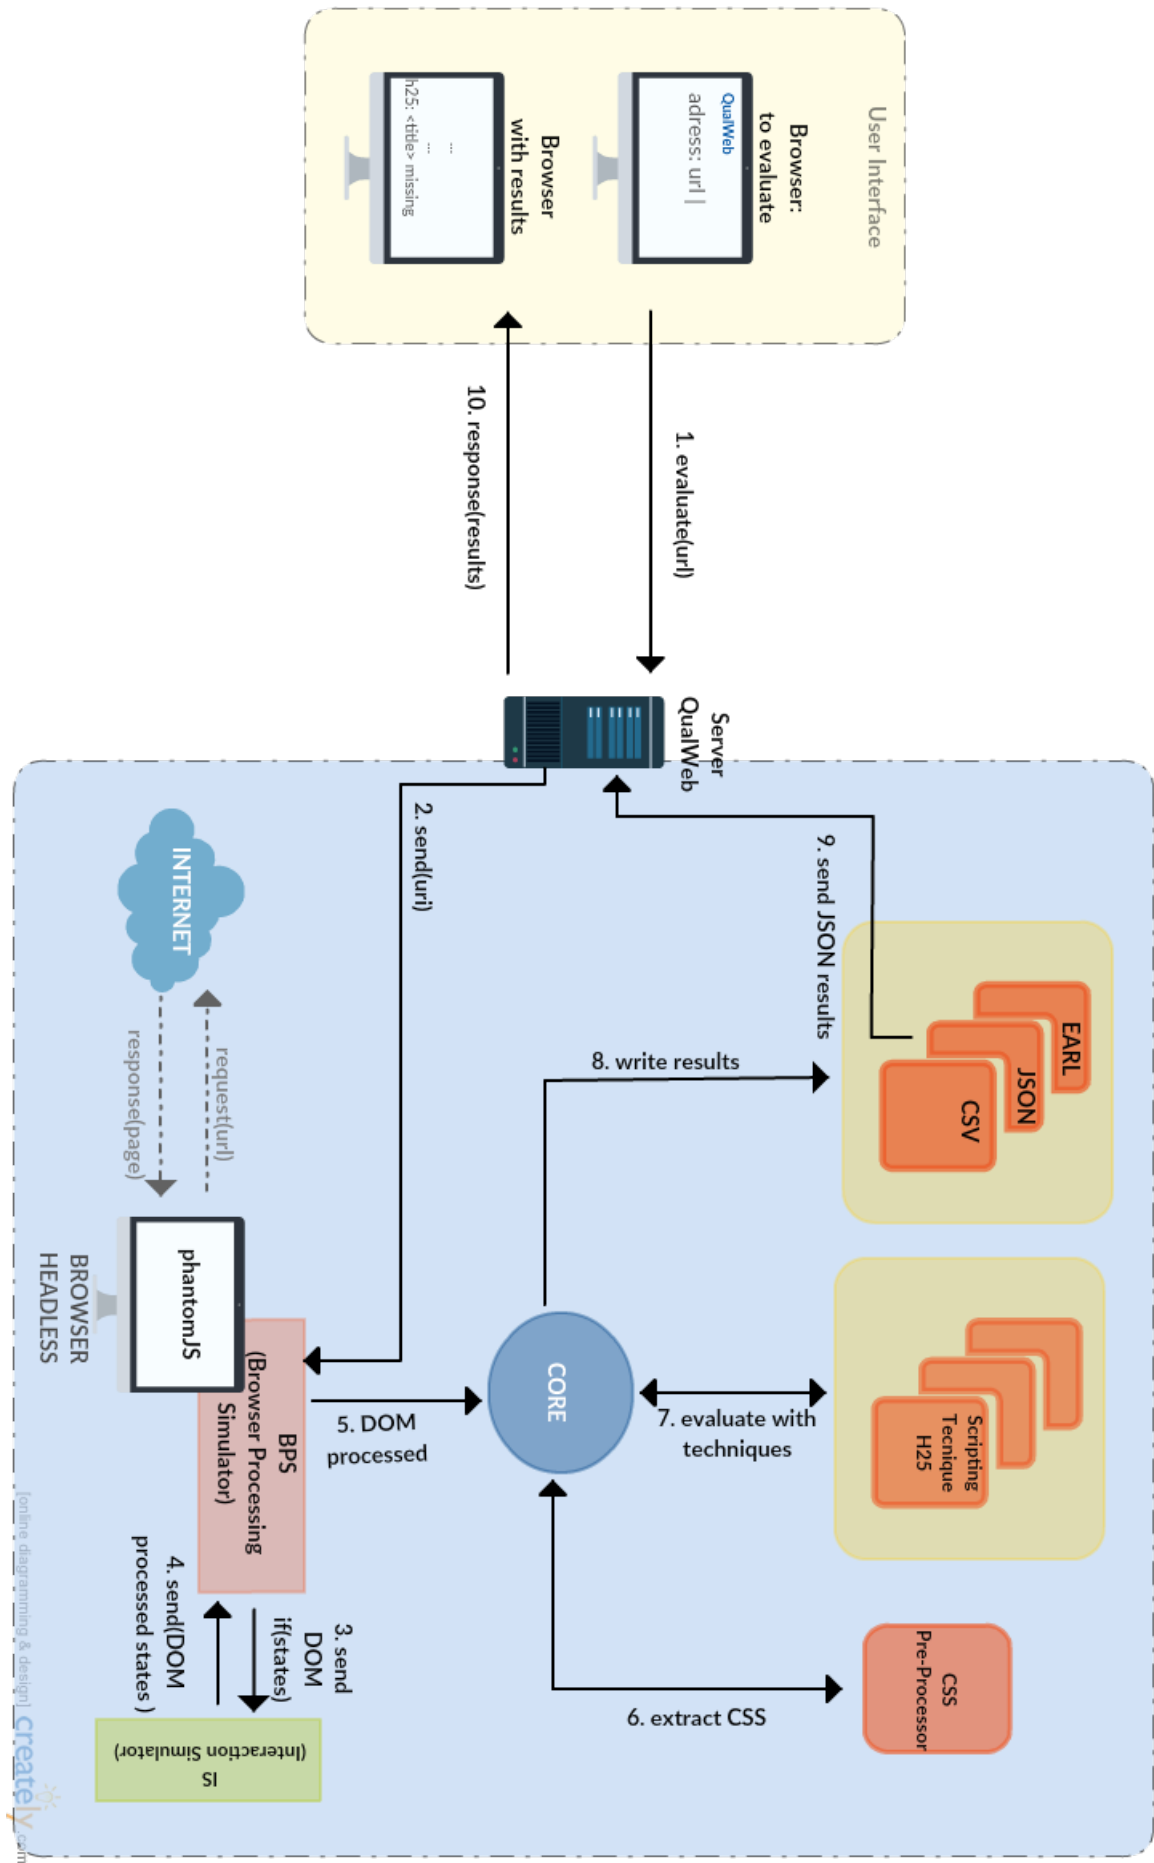 User Interface
Browser:
to evaluate
QualWeb
adress: url |
Browser
with results
...
...
h25: <title> missing
1. evaluate(url)
10. response(results)
Server
QualWeb
2. send(uri)
9. send JSON results
EARL
JSON
CSV
8. write results
INTERNET
request(url)
response(page)
phantomJS
BROWSER
HEADLESS
BPS
(Browser Processing
Simulator)
5. DOM
processed
CORE
7. evaluate with
techniques
Scripting
Tecnique
H25
3. send
DOM
if(states)
4. send(DOM
processed states )
IS
(Interaction Simulator)
6. extract CSS
CSS
Pre-Processor
[online diagramming & design] creately.com